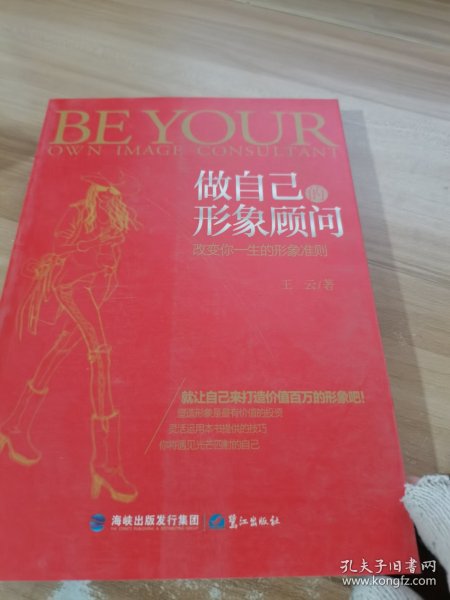 BE YOUR
OWN IMAGE CONSULTANT
做自己的
形象顾问
改变你一生的形象准则
王 云/著
就让自己来打造价值百万的形象吧!
塑造形象是最有价值的投资
灵活运用本书提供的技巧
你将遇见光芒四射的自己
海峡出版发行集团
鹭江出版社
孔夫子旧书网
www.kongfz.com